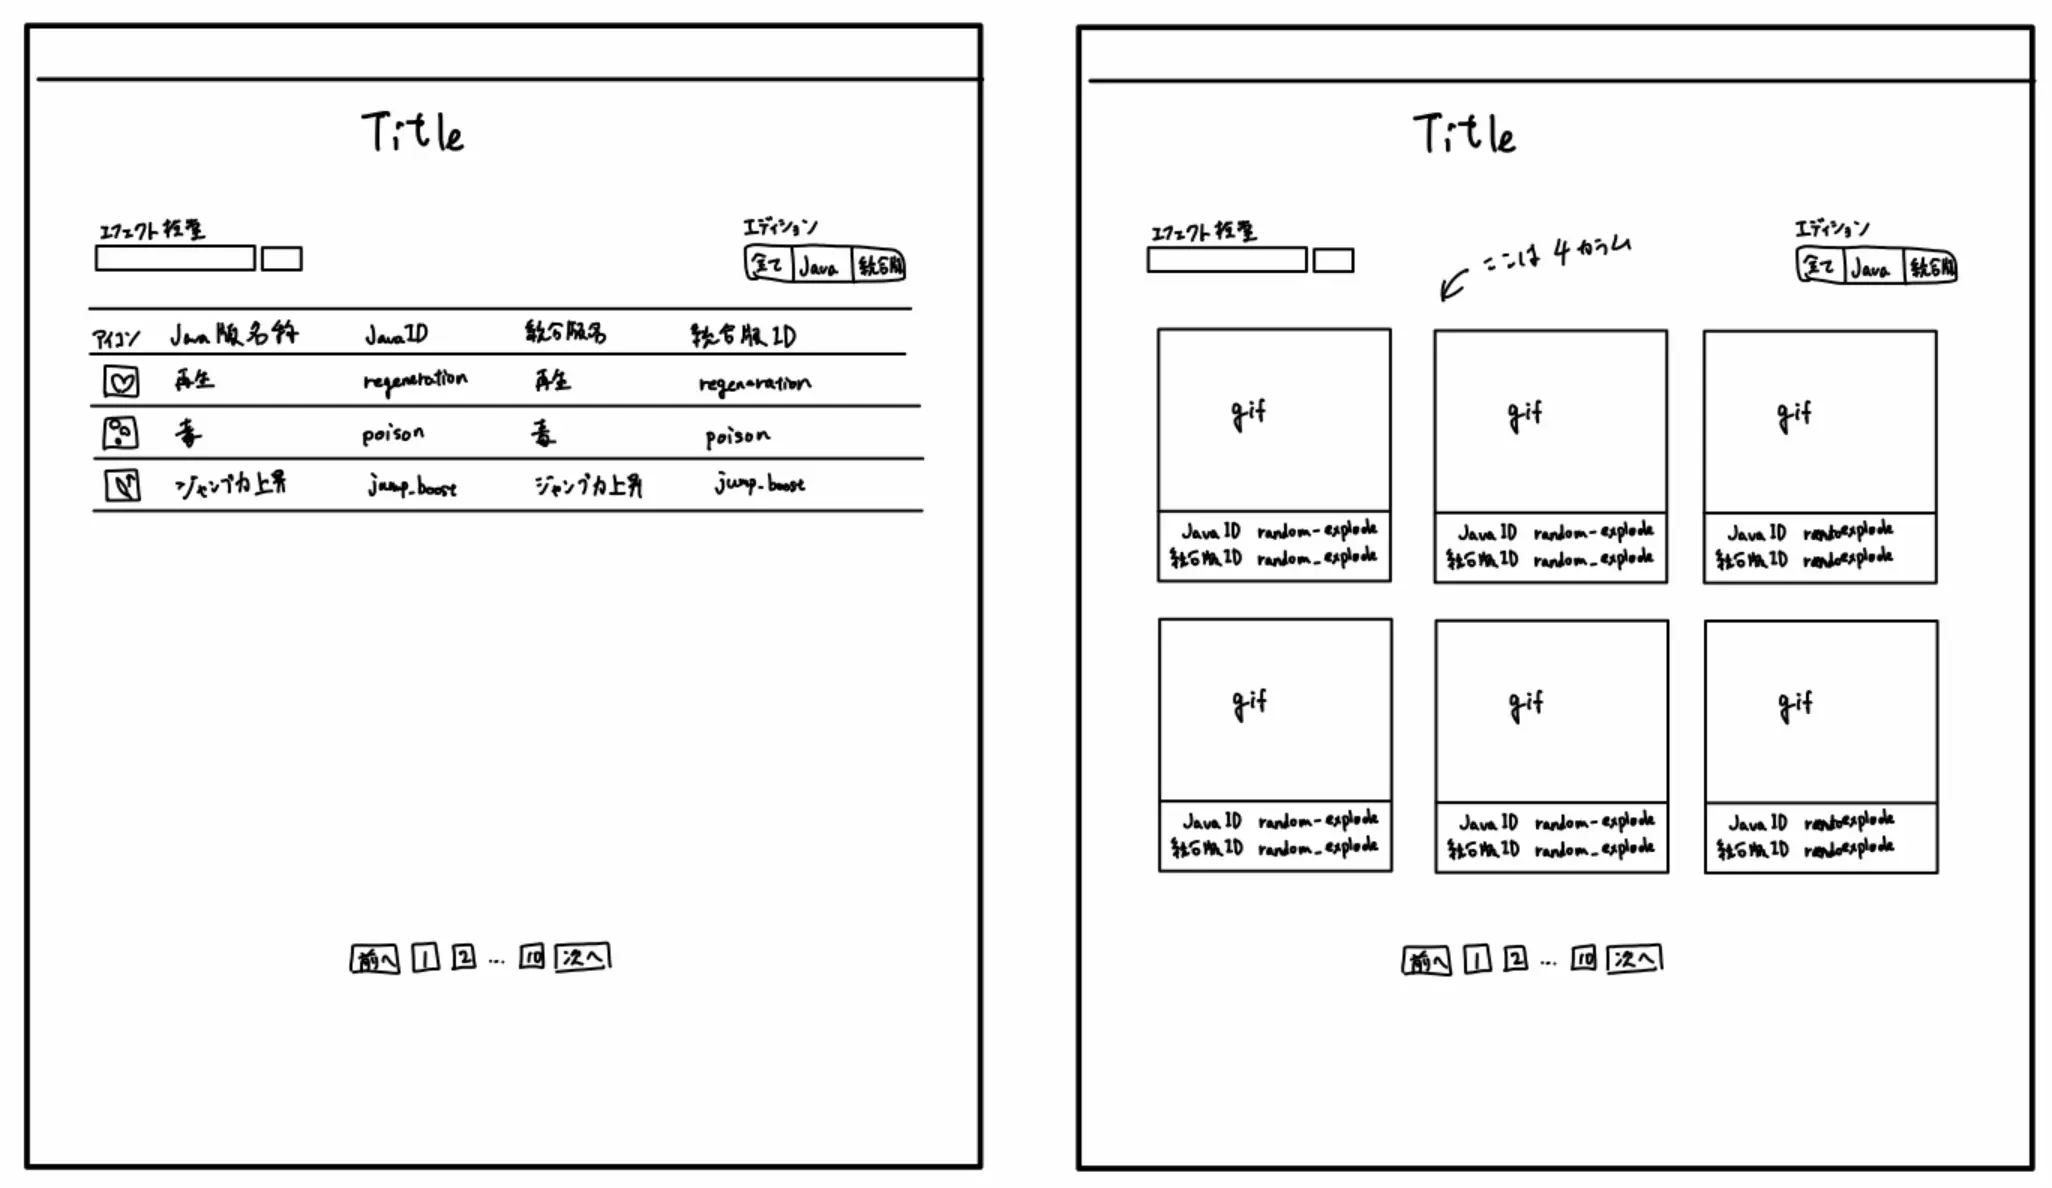 Title
エフェクト検索
エディション
全て Java 統合版
アイコン Java版名称 JavaID 統合版名 統合版ID
再生 regeneration 再生 regeneration
毒 poison 毒 poison
ジャンプ力上昇 jump_boost ジャンプ力上昇 jump_boost
前へ 1 2 ... 10 次へ
Title
エフェクト検索
ここは4カラム
エディション
全て Java 統合版
gif gif gif
Java ID random-explode Java ID random-explode Java ID
統合版ID random_explode 統合版ID random_explode 統合版ID
gif gif gif
Java ID random-explode Java ID random-explode Java ID
統合版ID random_explode 統合版ID random_explode 統合版ID
前へ 1 2 ... 10 次へ